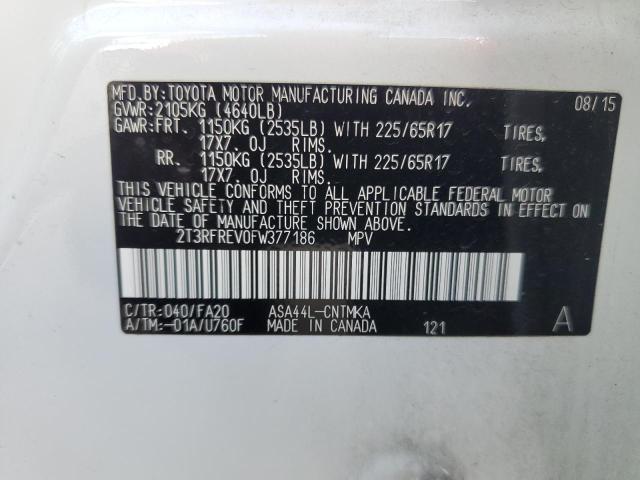 MFD.BY:TOYOTA MOTOR MANUFACTURING CANADA INC. 08/15
GVWR:2105KG (4640LB)
GAWR:FRT. 1150KG (2535LB) WITH 225/65R17 TIRES,
17X7.0J RIMS.
RR. 1150KG (2535LB) WITH 225/65R17 TIRES,
17X7.0J RIMS.
THIS VEHICLE CONFORMS TO ALL APPLICABLE FEDERAL MOTOR
VEHICLE SAFETY AND THEFT PREVENTION STANDARDS IN EFFECT ON
THE DATE OF MANUFACTURE SHOWN ABOVE.
2T3RFREV0FW377186 MPV
C/TR:040/FA20 ASA44L-CNTMKA
A/TM:-01A/U760F MADE IN CANADA 121 A